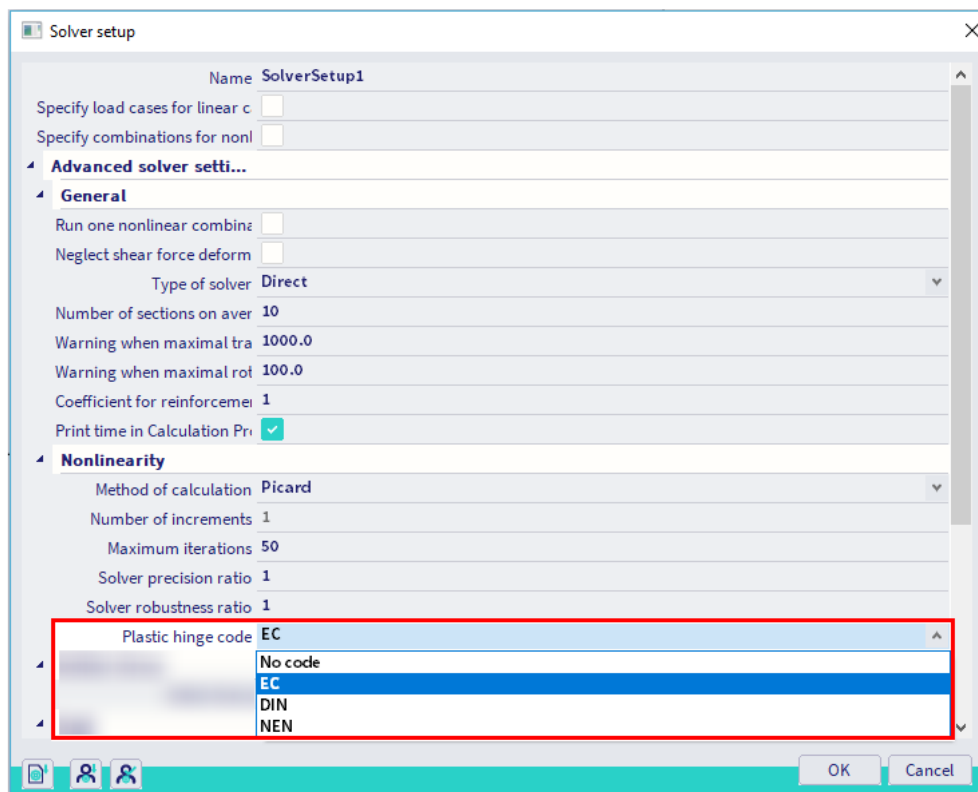 Solver setup
Name SolverSetup1
Specify load cases for linear c
Specify combinations for nonl
Advanced solver setti...
General
Run one nonlinear combina
Neglect shear force deform
Type of solver Direct
Number of sections on aver 10
Warning when maximal tra 1000.0
Warning when maximal rot 100.0
Coefficient for reinforcemen 1
Print time in Calculation Pr
Nonlinearity
Method of calculation Picard
Number of increments 1
Maximum iterations 50
Solver precision ratio 1
Solver robustness ratio 1
Plastic hinge code EC
No code
EC
DIN
NEN
OK Cancel